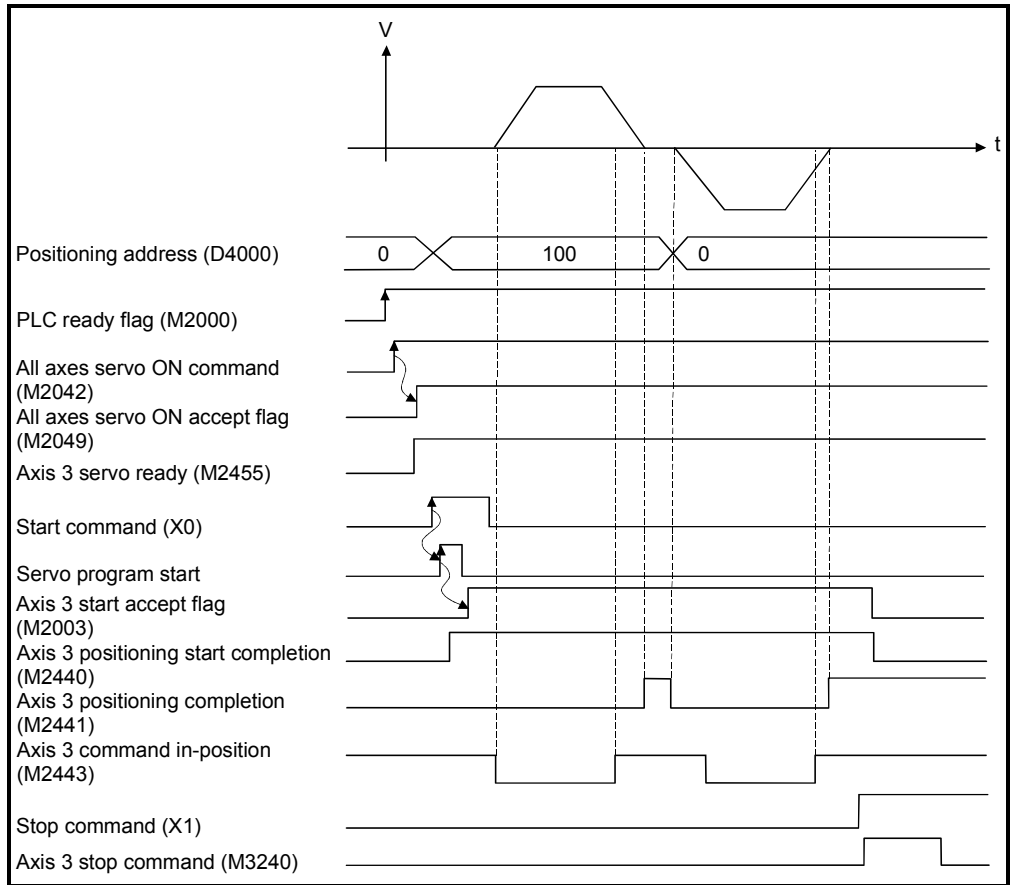 V
t
Positioning address (D4000)
0
100
0
PLC ready flag (M2000)
All axes servo ON command
(M2042)
All axes servo ON accept flag
(M2049)
Axis 3 servo ready (M2455)
Start command (X0)
Servo program start
Axis 3 start accept flag
(M2003)
Axis 3 positioning start completion
(M2440)
Axis 3 positioning completion
(M2441)
Axis 3 command in-position
(M2443)
Stop command (X1)
Axis 3 stop command (M3240)